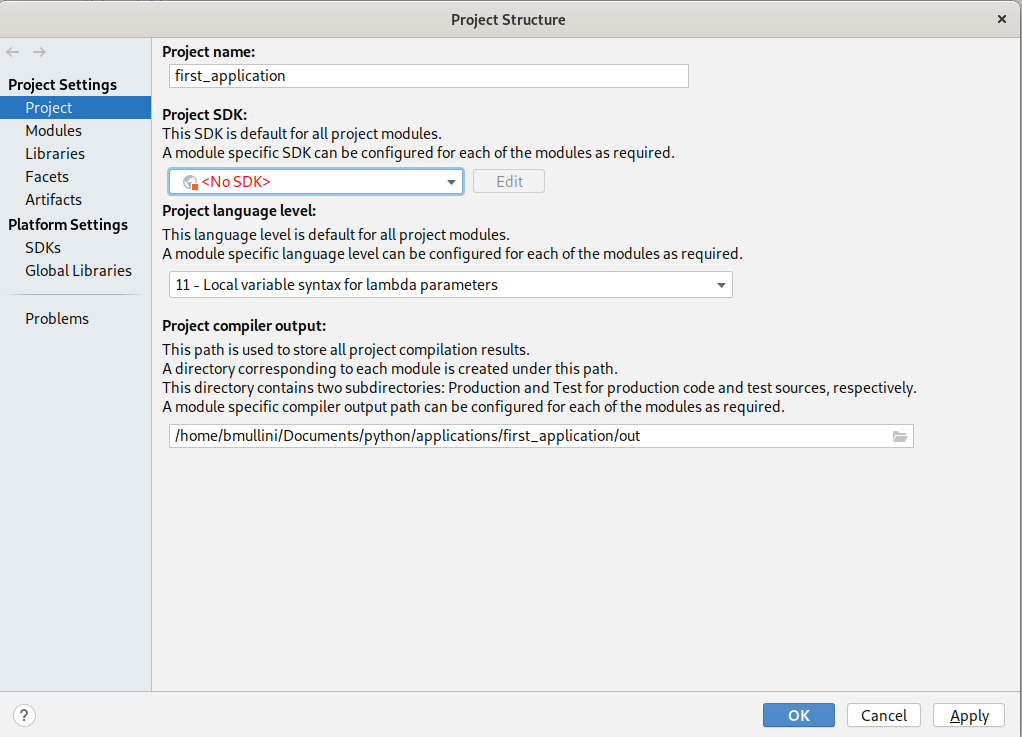 Project Structure
Project Settings
Project
Modules
Libraries
Facets
Artifacts
Platform Settings
SDKs
Global Libraries
Problems
Project name:
first_application
Project SDK:
This SDK is default for all project modules.
A module specific SDK can be configured for each of the modules as required.
<No SDK>
Edit
Project language level:
This language level is default for all project modules.
A module specific language level can be configured for each of the modules as required.
11 - Local variable syntax for lambda parameters
Project compiler output:
This path is used to store all project compilation results.
A directory corresponding to each module is created under this path.
This directory contains two subdirectories: Production and Test for production code and test sources, respectively.
A module specific compiler output path can be configured for each of the modules as required.
/home/bmullini/Documents/python/applications/first_application/out
?
OK
Cancel
Apply